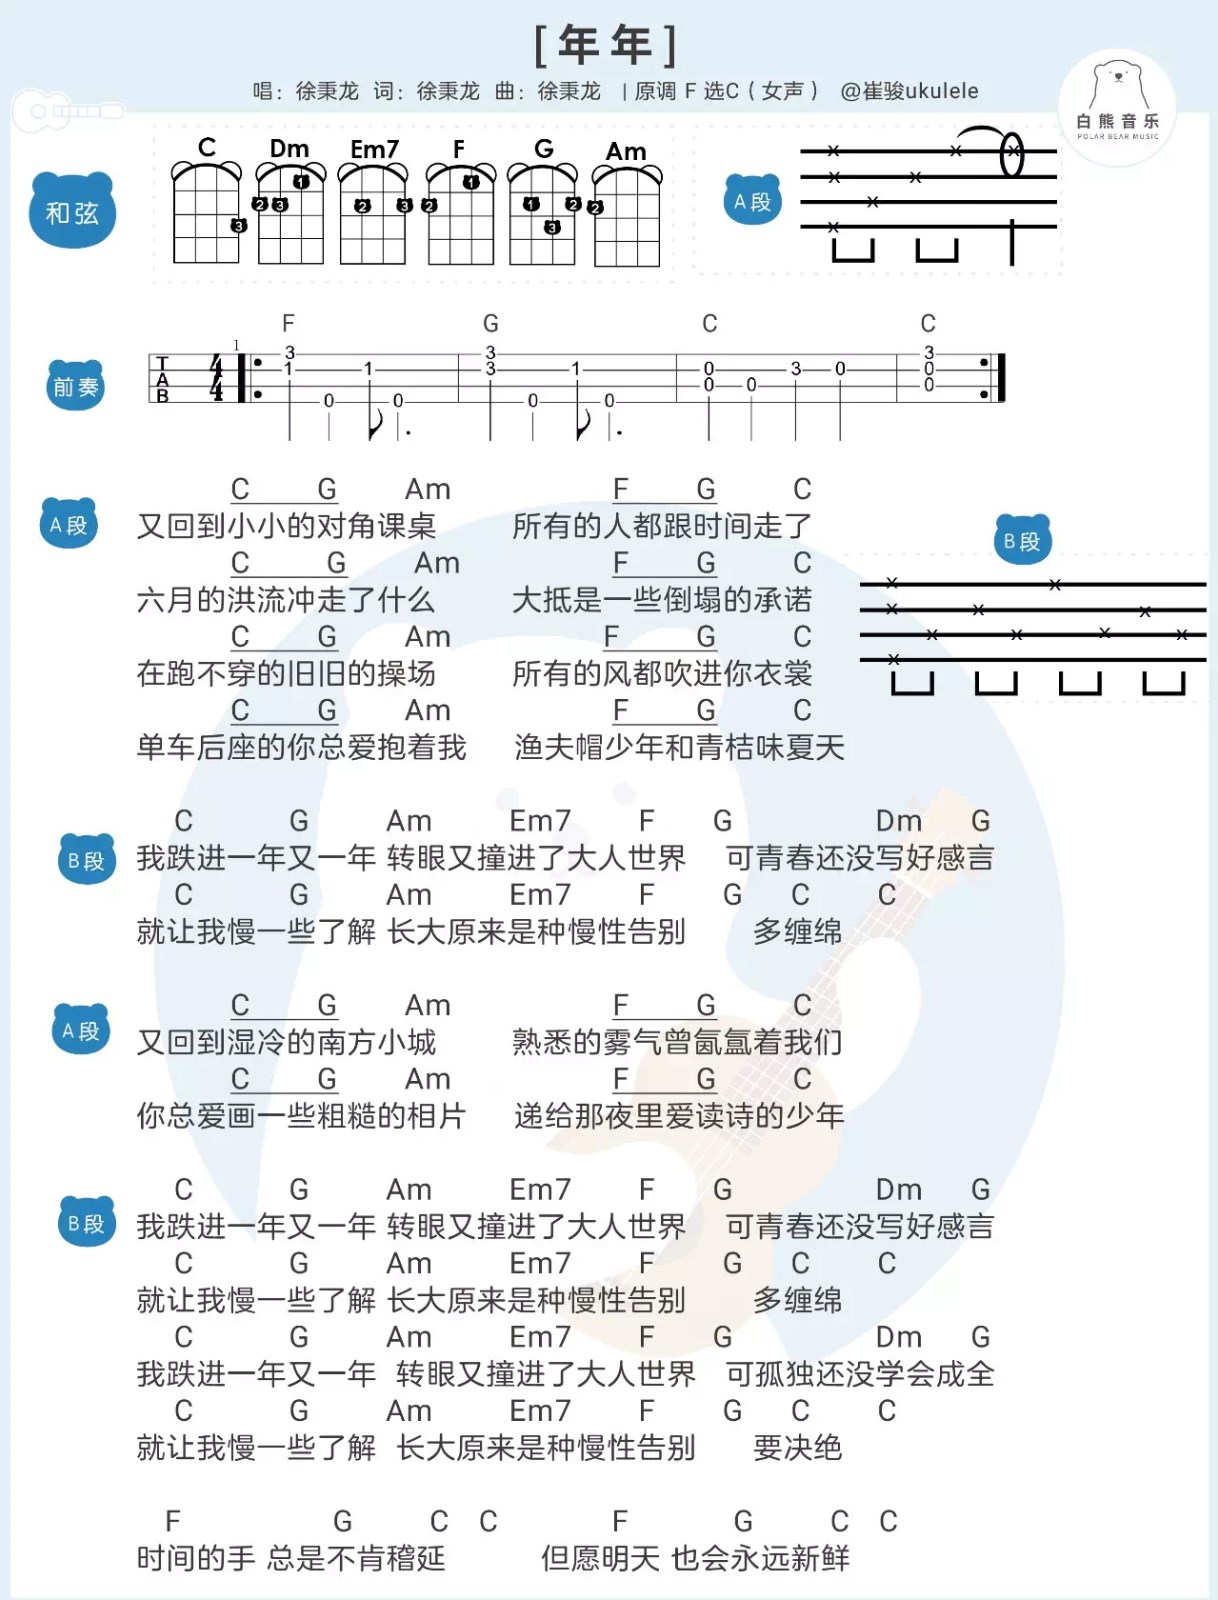 [年年]
唱：徐秉龙 词：徐秉龙 曲：徐秉龙 | 原调 F 选C（女声） @崔骏ukulele
白熊音乐
POLAR BEAR MUSIC
和弦
C Dm Em7 F G Am
3 2 3 1 2 3 2 1 1 3 2 2
A段
前奏
F G C C
1
T A B 4 4 3 1 0 1 0 3 3 0 1 0 0 0 0 3 0 3 0 0
A段
C G Am F G C
又回到小小的对角课桌 所有的人都跟时间走了
C G Am F G C
六月的洪流冲走了什么 大抵是一些倒塌的承诺
C G Am F G C
在跑不穿的旧旧的操场 所有的风都吹进你衣裳
C G Am F G C
单车后座的你总爱抱着我 渔夫帽少年和青桔味夏天
B段
B段
C G Am Em7 F G Dm G
我跌进一年又一年 转眼又撞进了大人世界 可青春还没写好感言
C G Am Em7 F G C C
就让我慢一些了解 长大原来是种慢性告别 多缠绵
A段
C G Am F G C
又回到湿冷的南方小城 熟悉的雾气曾氤氲着我们
C G Am F G C
你总爱画一些粗糙的相片 递给那夜里爱读诗的少年
B段
C G Am Em7 F G Dm G
我跌进一年又一年 转眼又撞进了大人世界 可青春还没写好感言
C G Am Em7 F G C C
就让我慢一些了解 长大原来是种慢性告别 多缠绵
C G Am Em7 F G Dm G
我跌进一年又一年 转眼又撞进了大人世界 可孤独还没学会成全
C G Am Em7 F G C C
就让我慢一些了解 长大原来是种慢性告别 要决绝
F G C C F G C C
时间的手 总是不肯稽延 但愿明天 也会永远新鲜